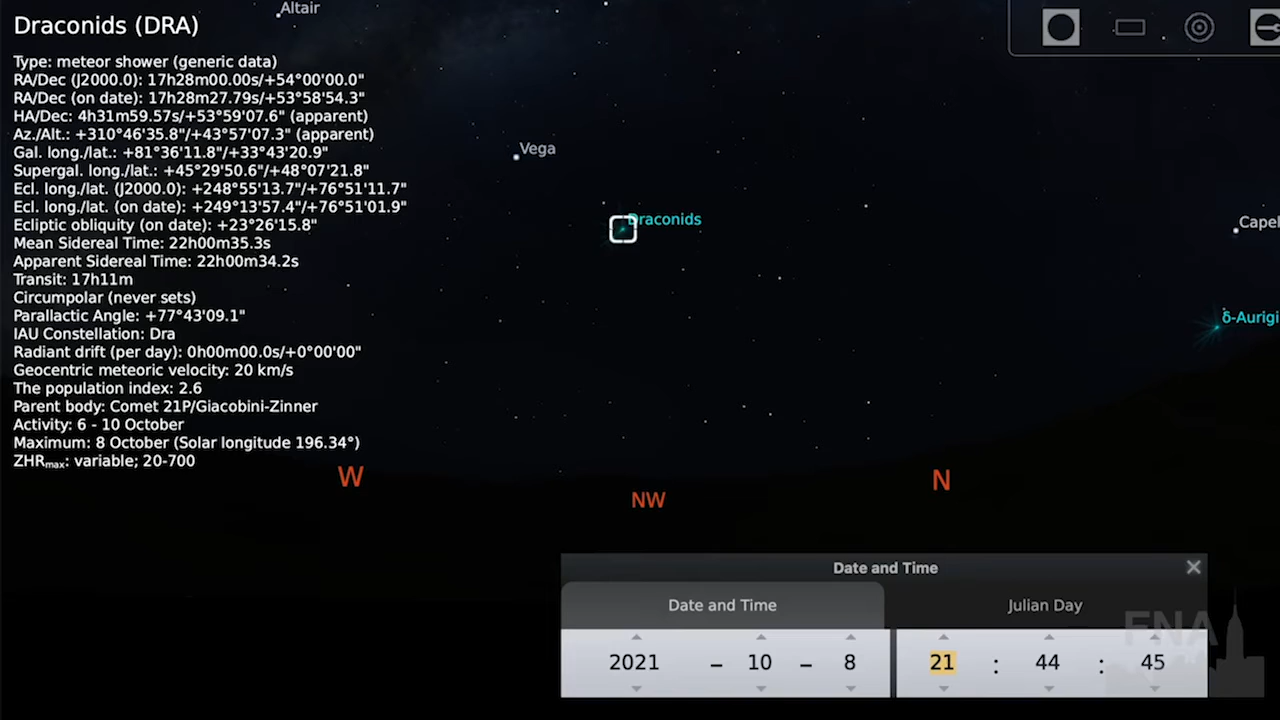 Altair
Draconids (DRA)
Type: meteor shower (generic data)
RA/Dec (J2000.0): 17h28m00.00s/+54°00'00.0"
RA/Dec (on date): 17h28m27.79s/+53°58'54.3"
HA/Dec: 4h31m59.57s/+53°59'07.6" (apparent)
Az./Alt.: +310°46'35.8"/+43°57'07.3" (apparent)
Gal. long./lat.: +81°36'11.8"/+33°43'20.9"
Supergal. long./lat.: +45°29'50.6"/+48°07'21.8"
Ecl. long./lat. (J2000.0): +248°55'13.7"/+76°51'11.7"
Ecl. long./lat. (on date): +249°13'57.4"/+76°51'01.9"
Ecliptic obliquity (on date): +23°26'15.8"
Mean Sidereal Time: 22h00m35.3s
Apparent Sidereal Time: 22h00m34.2s
Transit: 17h11m
Circumpolar (never sets)
Parallactic Angle: +77°43'09.1"
IAU Constellation: Dra
Radiant drift (per day): 0h00m00.0s/+0°00'00"
Geocentric meteoric velocity: 20 km/s
The population index: 2.6
Parent body: Comet 21P/Giacobini-Zinner
Activity: 6 - 10 October
Maximum: 8 October (Solar longitude 196.34°)
ZHRmax: variable; 20-700
Vega
Draconids
Capel
δ-Aurigi
W
NW
N
Date and Time
Date and Time
Julian Day
2021 – 10 – 8
21 : 44 : 45
FNA